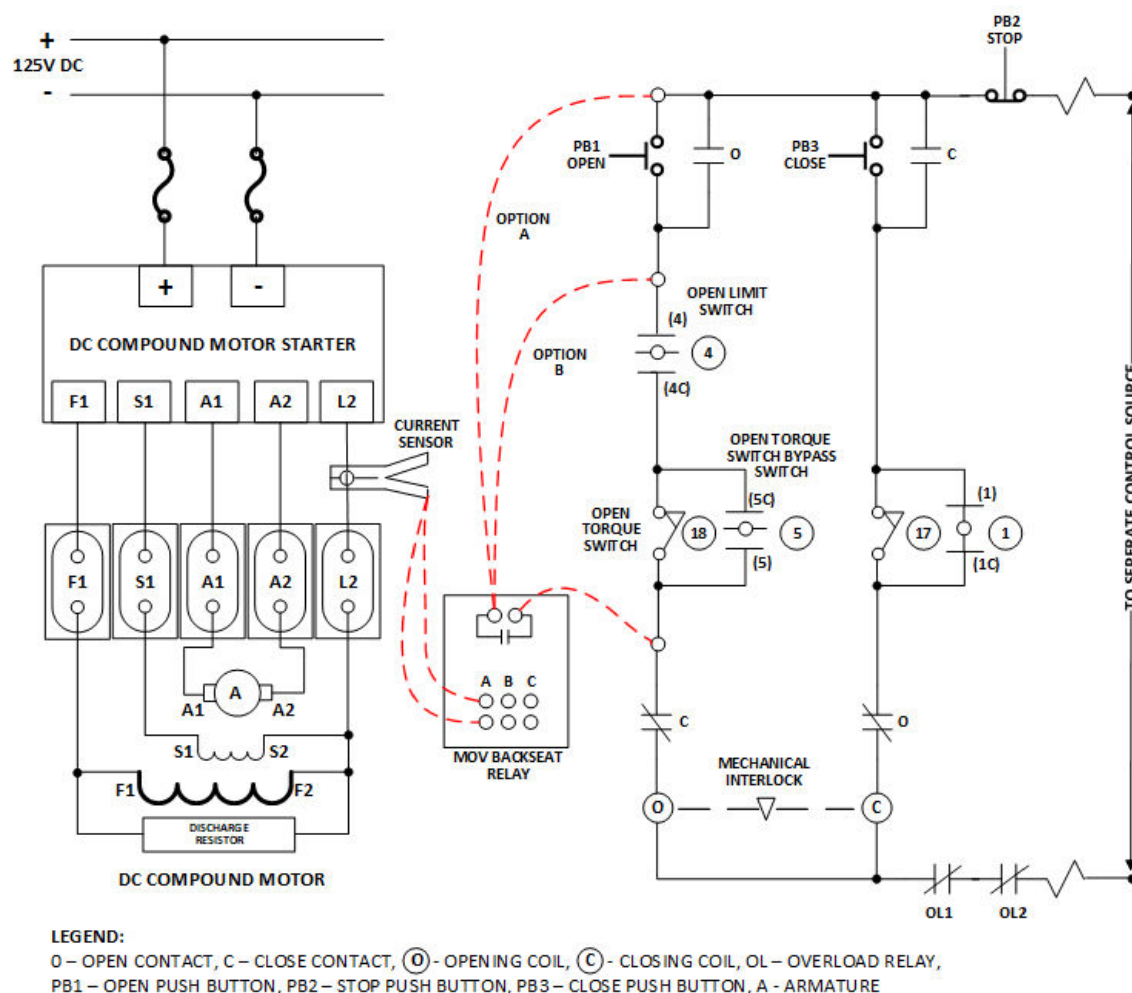 +
125V DC
-
PB2
STOP
PB1
OPEN
O
PB3
CLOSE
C
OPTION
A
+ -
DC COMPOUND MOTOR STARTER
F1 S1 A1 A2 L2
CURRENT
SENSOR
OPTION
B
OPEN LIMIT
SWITCH
(4)
4
(4C)
OPEN TORQUE
SWITCH BYPASS
SWITCH
(5C)
OPEN
TORQUE
SWITCH
18
5
(5)
(1)
17
1
(1C)
TO SEPERATE CONTROL SOURCE
F1 S1 A1 A2 L2
A
A1 A2
S1 S2
F1 F2
DISCHARGE
RESISTOR
DC COMPOUND MOTOR
A B C
MOV BACKSEAT
RELAY
C
O
MECHANICAL
INTERLOCK
O
C
OL1 OL2
LEGEND:
0 – OPEN CONTACT, C – CLOSE CONTACT, O - OPENING COIL, C - CLOSING COIL, OL – OVERLOAD RELAY,
PB1 – OPEN PUSH BUTTON, PB2 – STOP PUSH BUTTON, PB3 – CLOSE PUSH BUTTON, A - ARMATURE